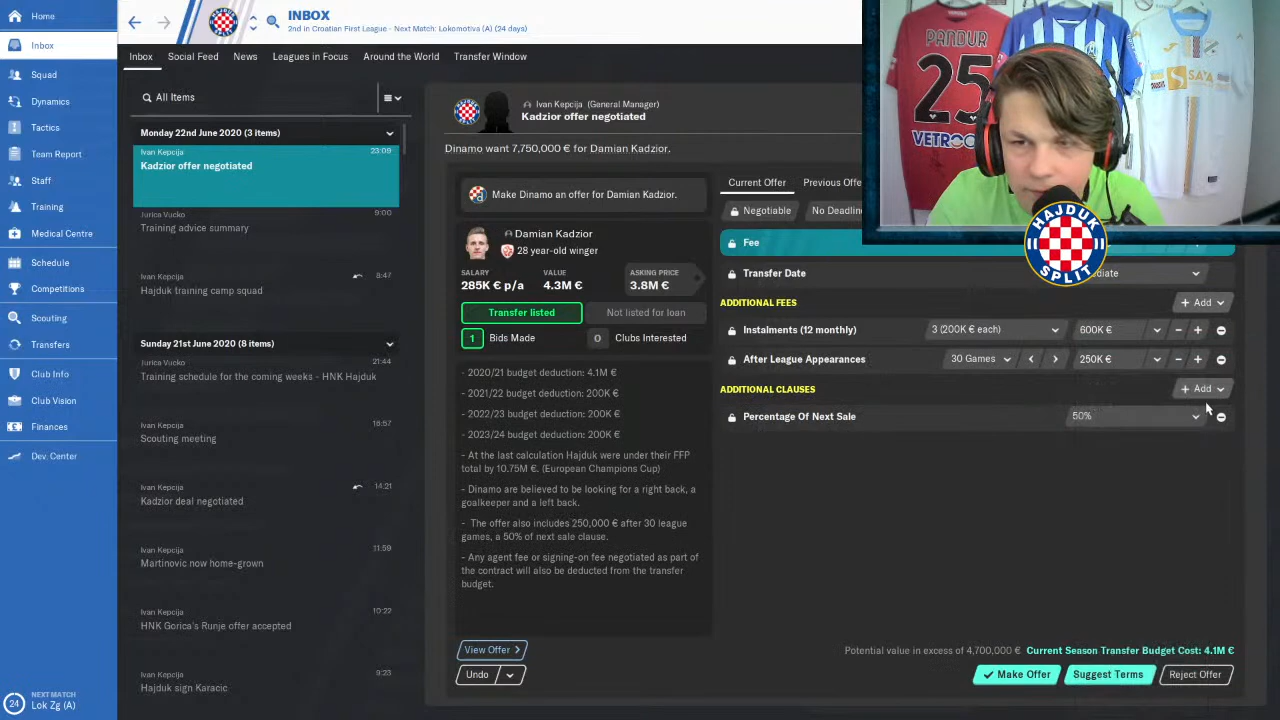 Home
Inbox
Squad
Dynamics
Tactics
Team Report
Staff
Training
Medical Centre
Schedule
Competitions
Scouting
Transfers
Club Info
Club Vision
Finances
Dev. Center
24
NEXT MATCH
Lok Zg (A)
INBOX
2nd in Croatian First League - Next Match: Lokomotiva (A) (24 days)
Inbox
Social Feed
News
Leagues in Focus
Around the World
Transfer Window
All Items
Monday 22nd June 2020 (3 items)
Ivan Kepcija
23:09
Kadzior offer negotiated
Jurica Vucko
9:00
Training advice summary
Ivan Kepcija
8:47
Hajduk training camp squad
Sunday 21st June 2020 (8 items)
Jurica Vucko
21:44
Training schedule for the coming weeks - HNK Hajduk
Ivan Kepcija
16:57
Scouting meeting
Ivan Kepcija
14:21
Kadzior deal negotiated
Ivan Kepcija
11:59
Martinovic now home-grown
Ivan Kepcija
10:22
HNK Gorica's Runje offer accepted
Ivan Kepcija
9:23
Hajduk sign Karacic
Ivan Kepcija (General Manager)
Kadzior offer negotiated
Dinamo want 7,750,000 € for Damian Kadzior.
Make Dinamo an offer for Damian Kadzior.
Damian Kadzior
28 year-old winger
SALARY
285K € p/a
VALUE
4.3M €
ASKING PRICE
3.8M €
Transfer listed
Not listed for loan
1
Bids Made
0
Clubs Interested
- 2020/21 budget deduction: 4.1M €
- 2021/22 budget deduction: 200K €
- 2022/23 budget deduction: 200K €
- 2023/24 budget deduction: 200K €
- At the last calculation Hajduk were under their FFP
total by 10.75M €. (European Champions Cup)
- Dinamo are believed to be looking for a right back, a
goalkeeper and a left back.
- The offer also includes 250,000 € after 30 league
games, a 50% of next sale clause.
- Any agent fee or signing-on fee negotiated as part of
the contract will also be deducted from the transfer
budget.
View Offer
Undo
Current Offer
Previous Offe
Negotiable
No Deadlin
Fee
Transfer Date
ediate
ADDITIONAL FEES
+ Add
Instalments (12 monthly)
3 (200K € each)
600K €
After League Appearances
30 Games
250K €
ADDITIONAL CLAUSES
+ Add
Percentage Of Next Sale
50%
Potential value in excess of 4,700,000 €
Current Season Transfer Budget Cost: 4.1M €
Make Offer
Suggest Terms
Reject Offer
PANDUR
25
VETRO
SA'A
HAJDUK
SPLIT
HAJDUK
SPLIT